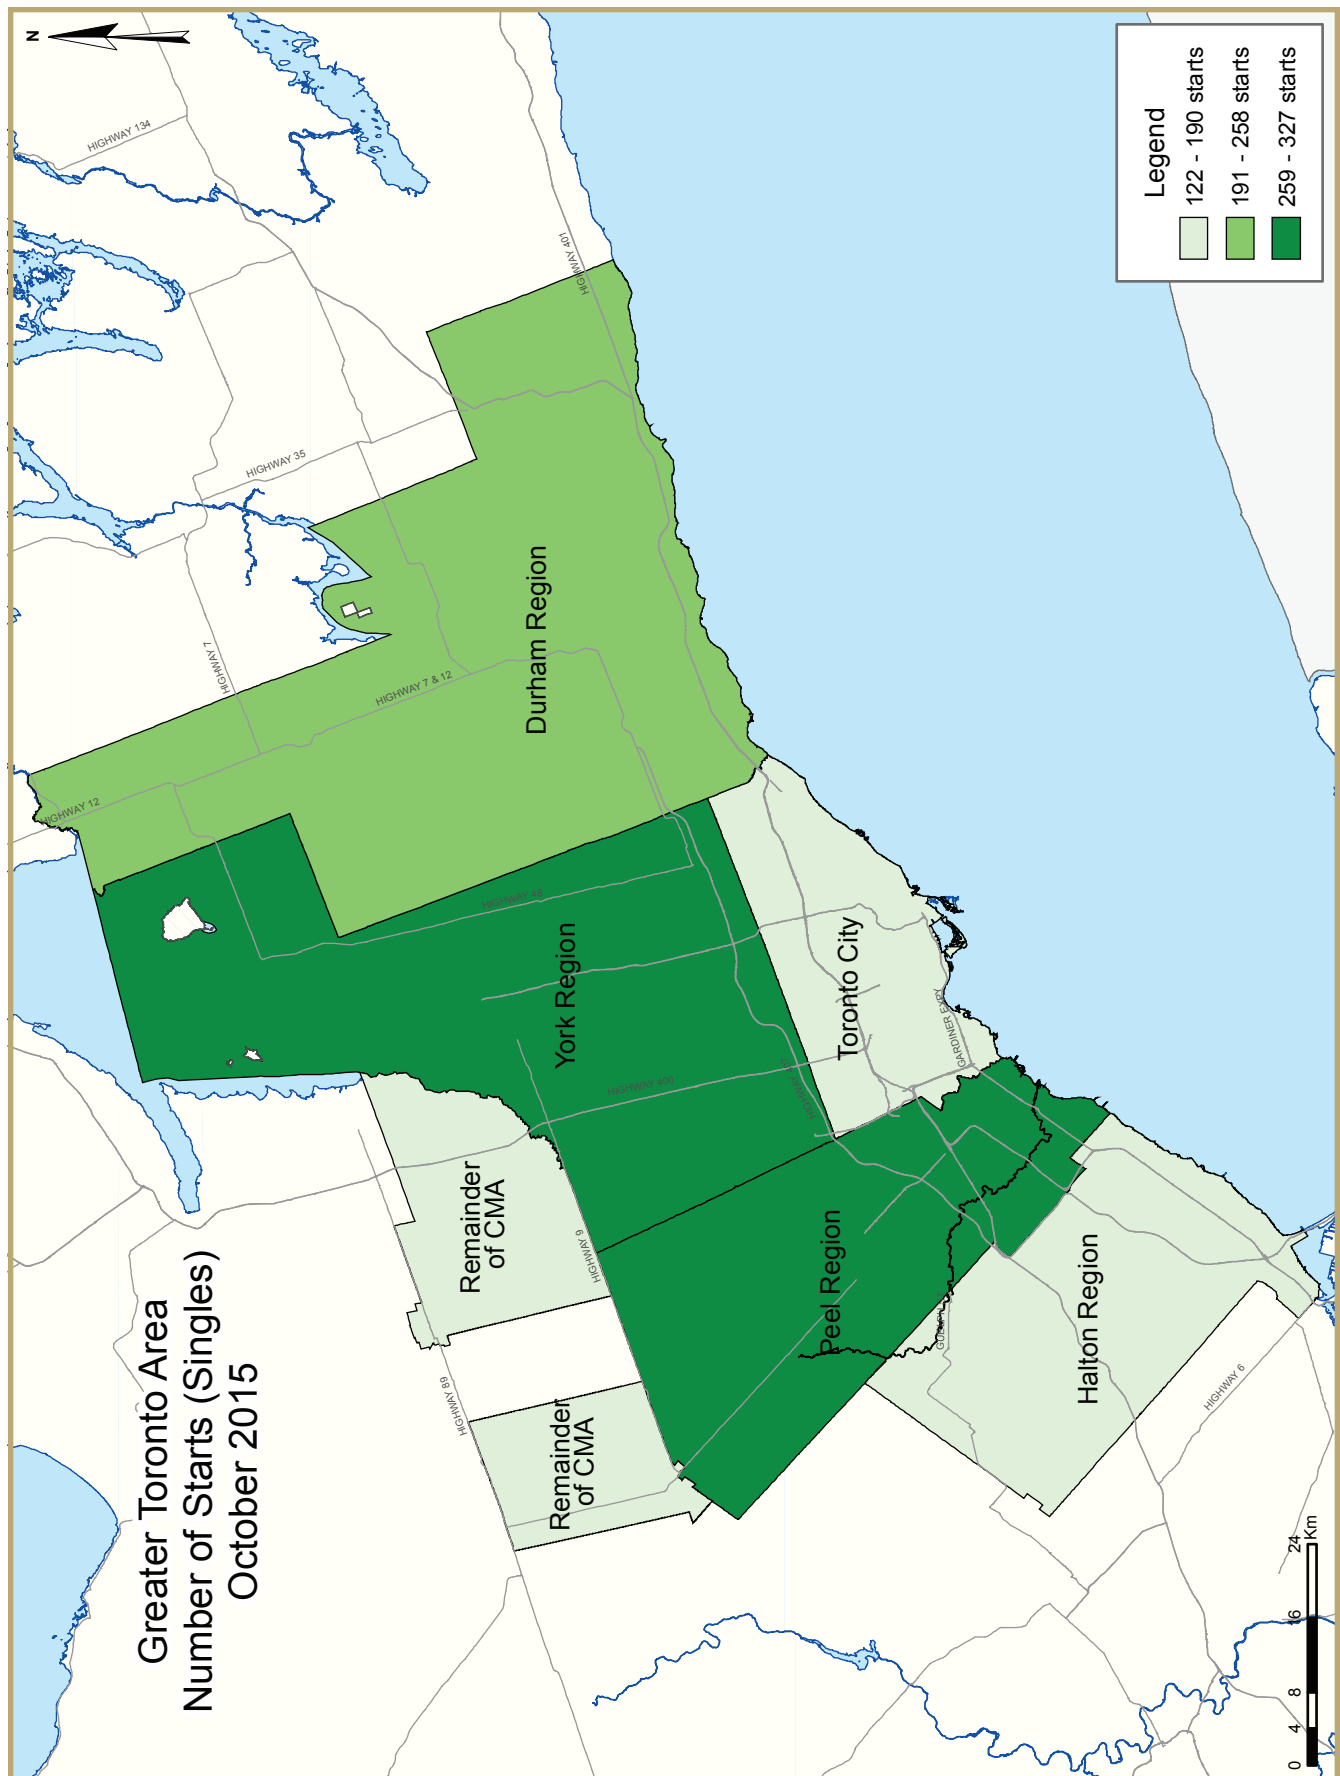 Greater Toronto Area
Number of Starts (Singles)
October 2015
N
HIGHWAY 134
HIGHWAY 401
HIGHWAY 35
HIGHWAY 7
HIGHWAY 7 & 12
HIGHWAY 12
Durham Region
HIGHWAY 48
York Region
Toronto City
GARDINER EXPY
HIGHWAY 400
HIGHWAY
Remainder
of CMA
HIGHWAY 9
Peel Region
HIGHWAY 89
Remainder
of CMA
Halton Region
HIGHWAY 6
Legend
122 - 190 starts
191 - 258 starts
259 - 327 starts
0 4 8 16 24
Km